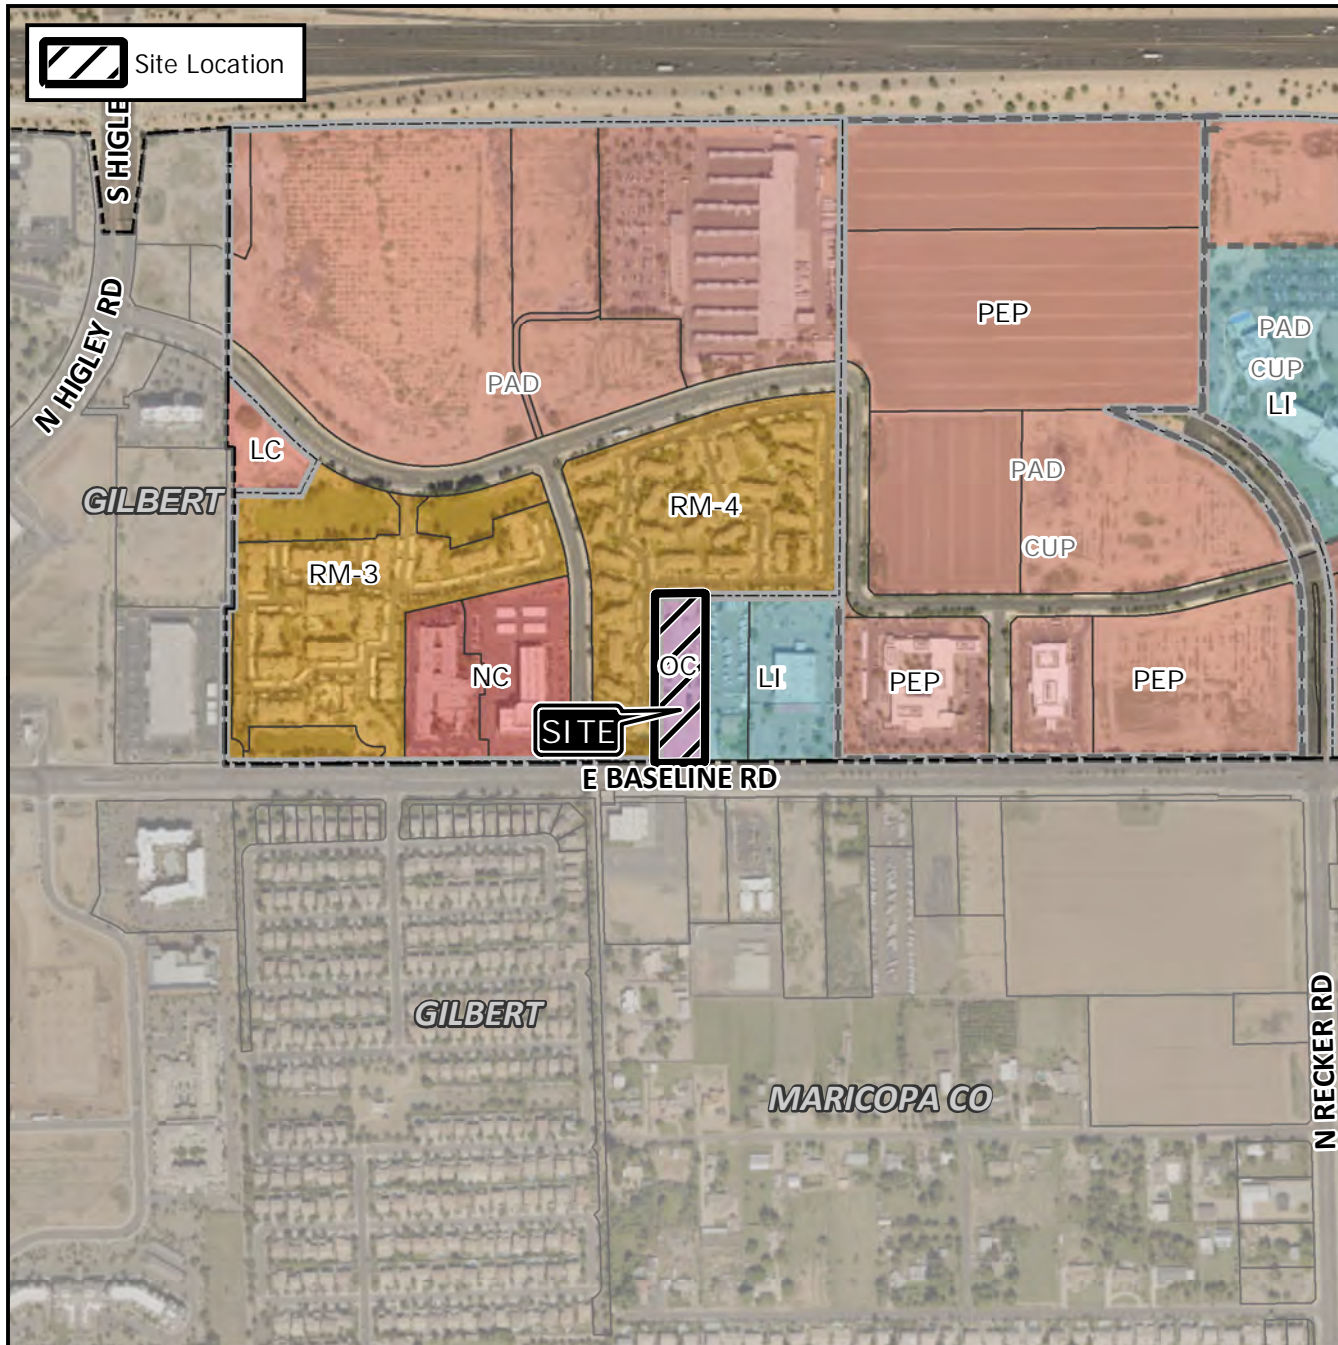 Site Location
S HIGLE
N HIGLEY RD
PEP
PAD
CUP
LI
PAD
LC
GILBERT
RM-4
PAD
CUP
RM-3
OC
NC
LI
PEP
PEP
SITE
E BASELINE RD
GILBERT
MARICOPA CO
N RECKER RD